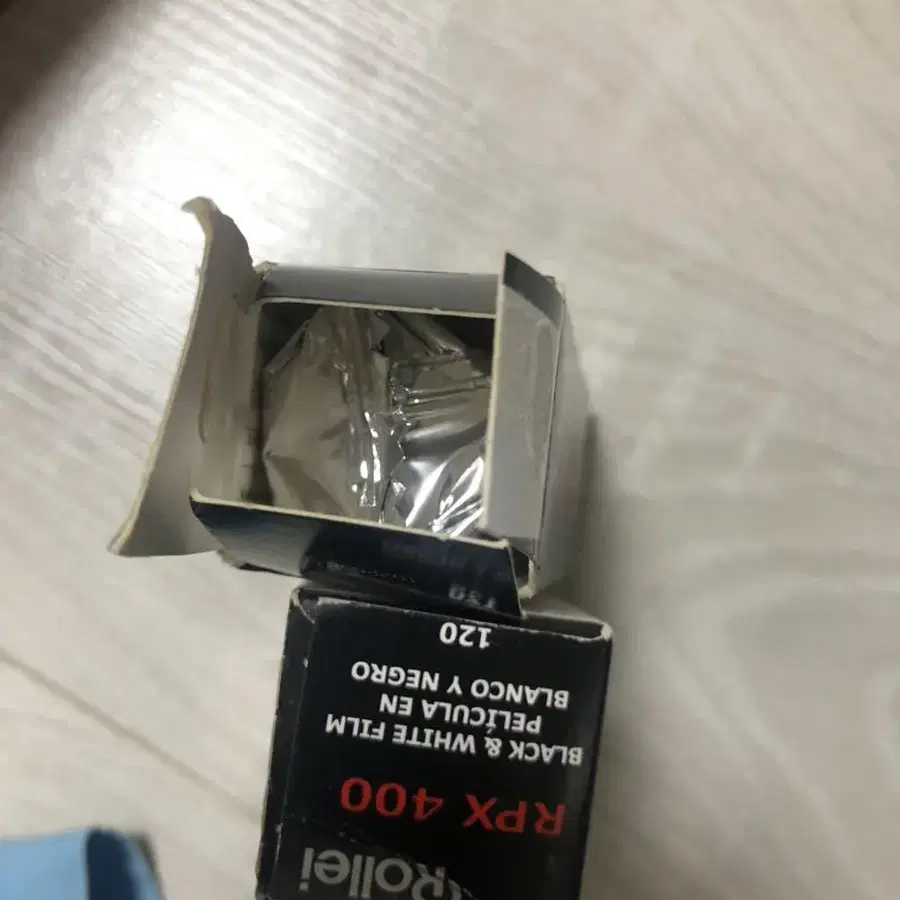 Rollei
RPX 400
BLACK & WHITE FILM
PELÍCULA EN
BLANCO Y NEGRO
120